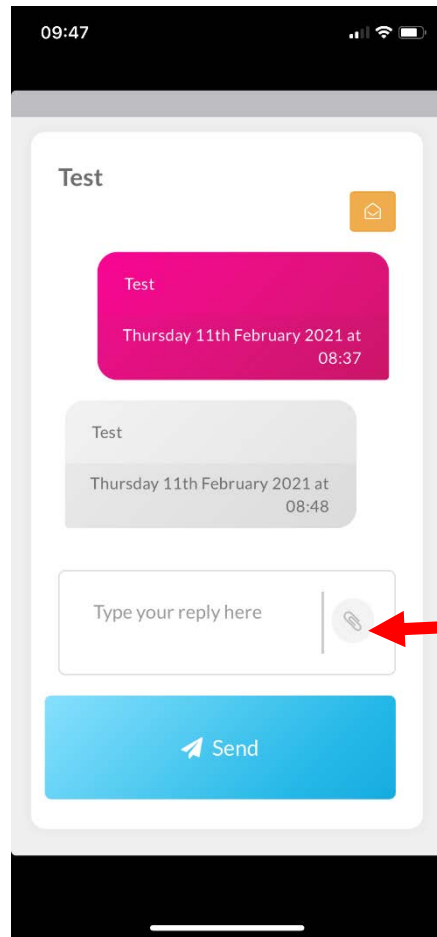 09:47
Test
Test
Thursday 11th February 2021 at
08:37
Test
Thursday 11th February 2021 at
08:48
Type your reply here
Send